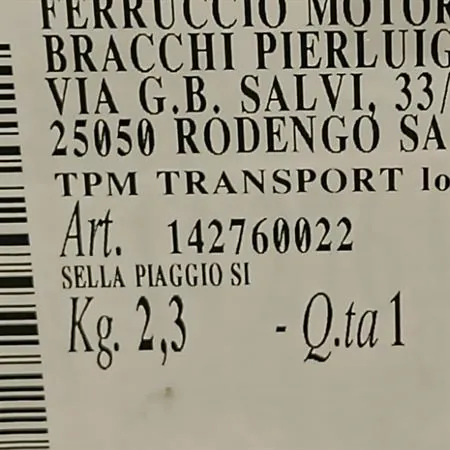 FERRUCCIO MOTOR
BRACCHI PIERLUIG
VIA G.B. SALVI, 33/
25050 RODENGO SA
TPM TRANSPORT lo
Art. 142760022
SELLA PIAGGIO SI
Kg. 2,3 - Q.ta 1